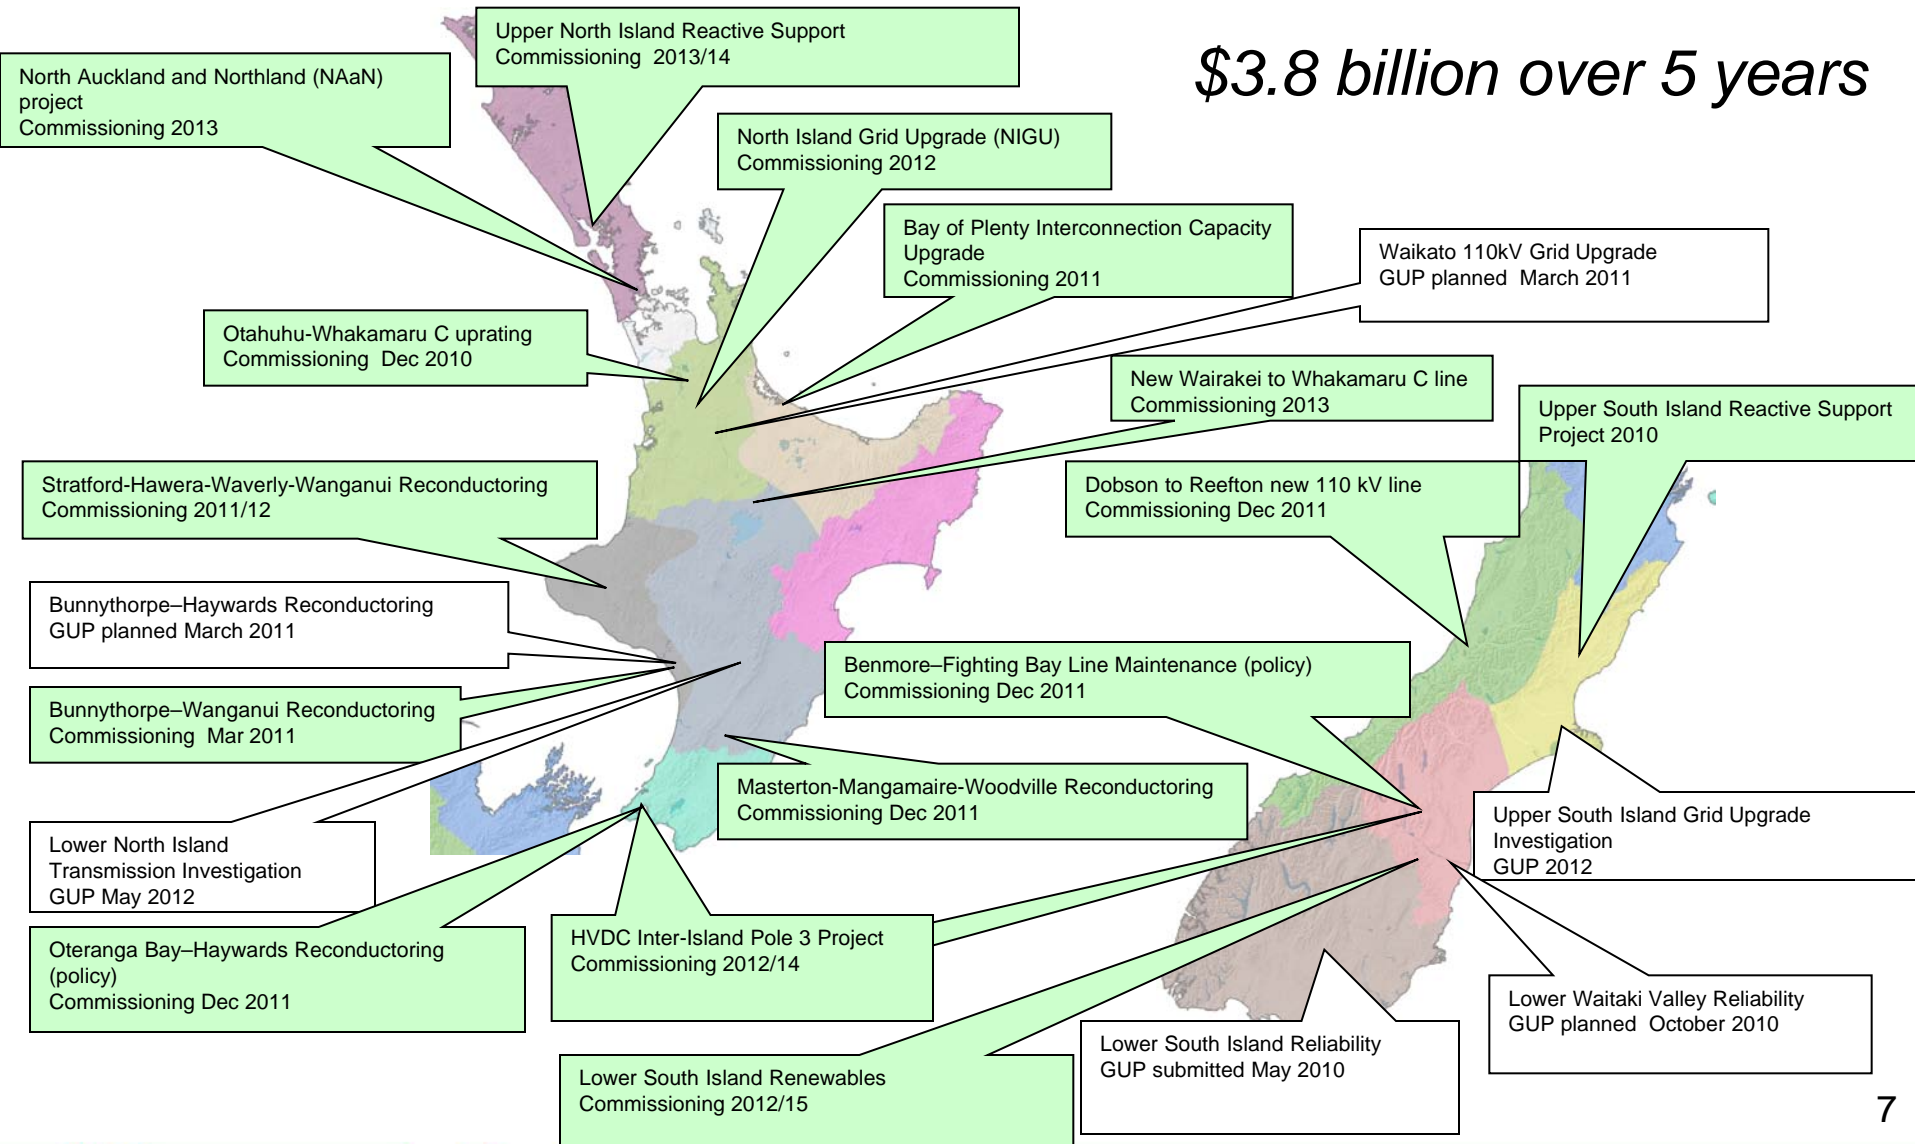 Upper North Island Reactive Support
Commissioning  2013/14
$3.8 billion over 5 years
North Auckland and Northland (NAaN)
project
Commissioning 2013
North Island Grid Upgrade (NIGU)
Commissioning 2012
Bay of Plenty Interconnection Capacity
Upgrade
Commissioning 2011
Waikato 110kV Grid Upgrade
GUP planned  March 2011
Otahuhu-Whakamaru C uprating
Commissioning  Dec 2010
New Wairakei to Whakamaru C line
Commissioning 2013
Upper South Island Reactive Support
Project 2010
Stratford-Hawera-Waverly-Wanganui Reconductoring
Commissioning 2011/12
Dobson to Reefton new 110 kV line
Commissioning Dec 2011
Bunnythorpe–Haywards Reconductoring
GUP planned March 2011
Benmore–Fighting Bay Line Maintenance (policy)
Commissioning Dec 2011
Bunnythorpe–Wanganui Reconductoring
Commissioning  Mar 2011
Masterton-Mangamaire-Woodville Reconductoring
Commissioning Dec 2011
Upper South Island Grid Upgrade
Investigation
GUP 2012
Lower North Island
Transmission Investigation
GUP May 2012
Oteranga Bay–Haywards Reconductoring
(policy)
Commissioning Dec 2011
HVDC Inter-Island Pole 3 Project
Commissioning 2012/14
Lower Waitaki Valley Reliability
GUP planned  October 2010
Lower South Island Reliability
GUP submitted May 2010
Lower South Island Renewables
Commissioning 2012/15
7